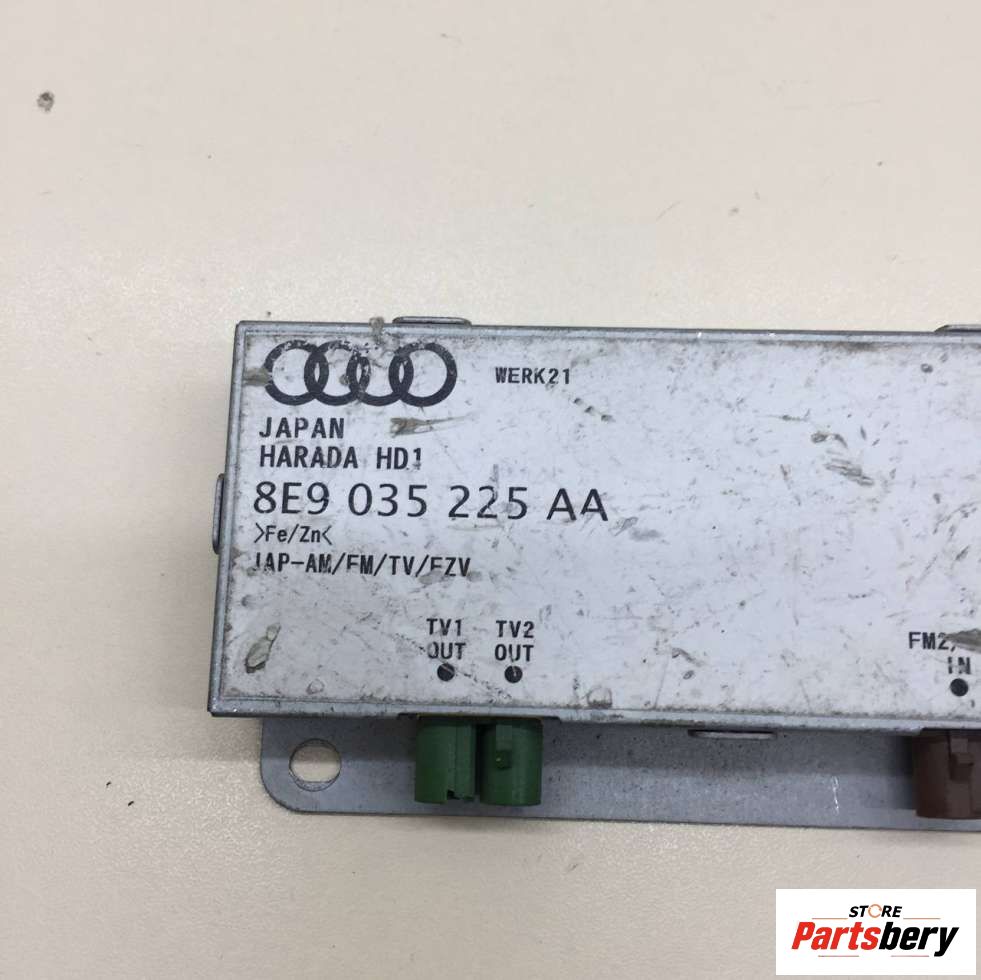 WERK21
JAPAN
HARADA HD1
8E9 035 225 AA
>Fe/Zn<
JAP-AM/FM/TV/FZV
TV1 TV2
OUT OUT
FM2,
IN
STORE
Partsbery